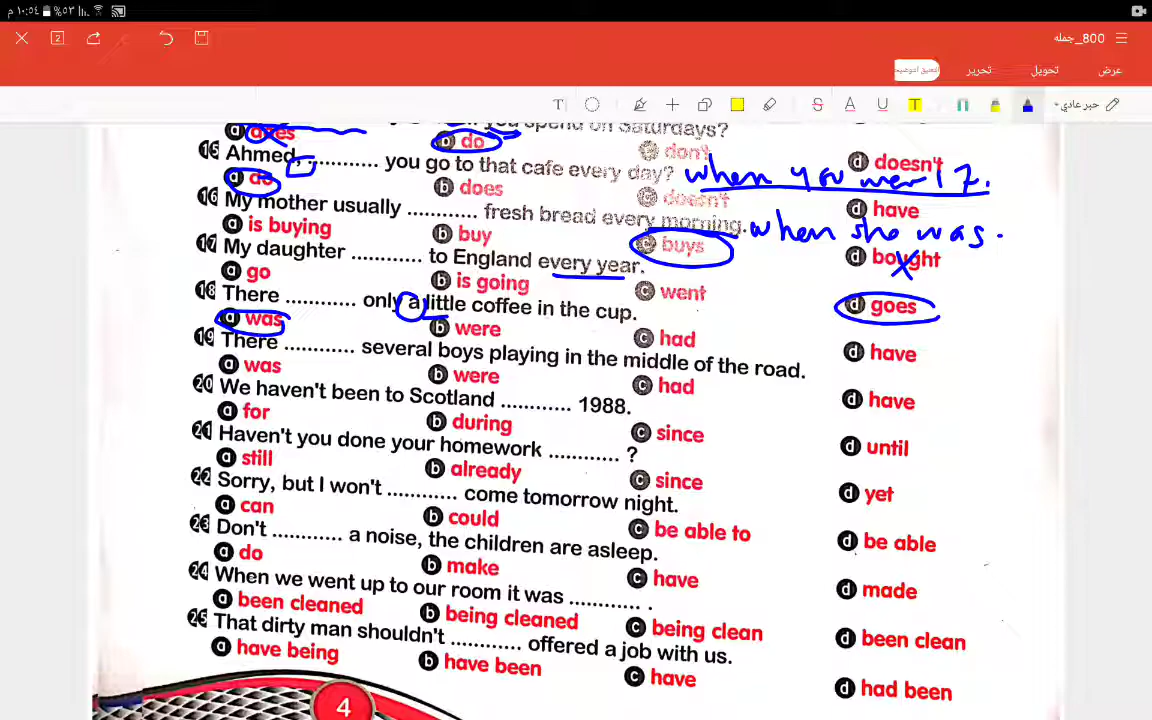 ١٠:٥٤ م ٥٣٪
800_جمله
عرض تحويل تحرير
حبر عادي
T S A U T
you spend on Saturdays?
a does b do c don't d doesn't
15 Ahmed, ............ you go to that cafe every day? when you were 17.
a do b does c doesn't d have
16 My mother usually ............ fresh bread every morning. when she was.
a is buying b buy c buys d bought
17 My daughter ............ to England every year.
a go b is going c went d goes
18 There ............ only a little coffee in the cup.
a was b were c had d have
19 There ............ several boys playing in the middle of the road.
a was b were c had d have
20 We haven't been to Scotland ............ 1988.
a for b during c since d until
21 Haven't you done your homework ............ ?
a still b already c since d yet
22 Sorry, but I won't ............ come tomorrow night.
a can b could c be able to d be able
23 Don't ............ a noise, the children are asleep.
a do b make c have d made
24 When we went up to our room it was ............ .
a been cleaned b being cleaned c being clean d been clean
25 That dirty man shouldn't ............ offered a job with us.
a have being b have been c have d had been
4